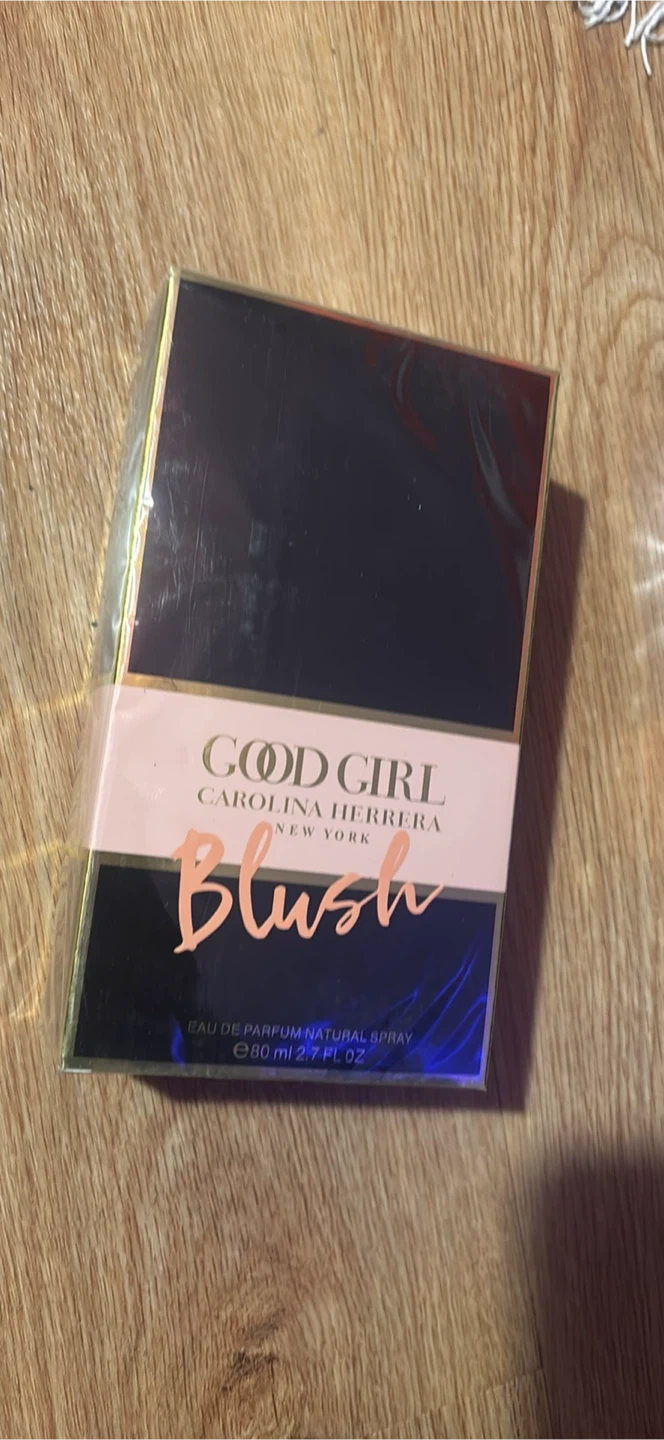 GOOD GIRL
CAROLINA HERRERA
NEW YORK
Blush
EAU DE PARFUM NATURAL SPRAY
℮80 ml 2.7 FL OZ